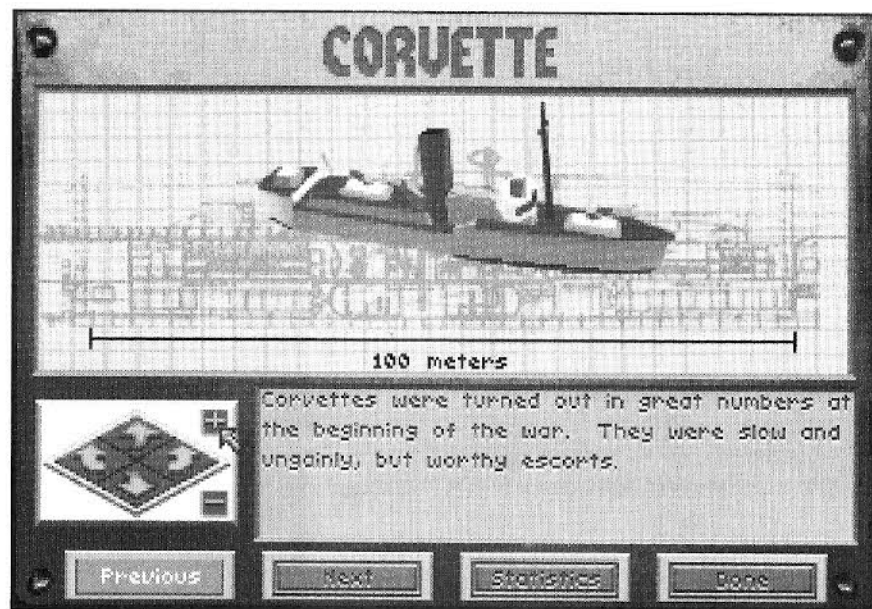 CORVETTE
100 meters
Corvettes were turned out in great numbers at
the beginning of the war. They were slow and
ungainly, but worthy escorts.
Previous
Next
Statistics
Done